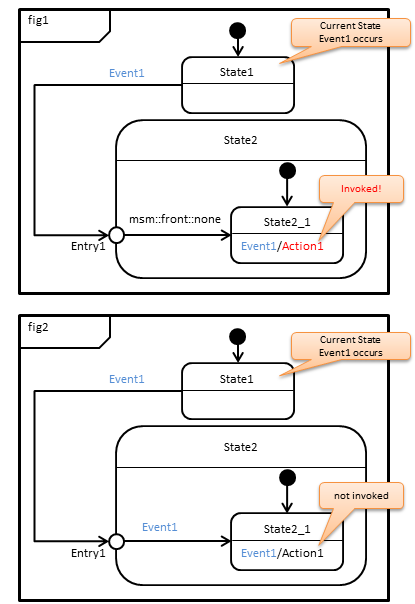 fig1
Current State
Event1 occurs
Event1
State1
State2
Invoked!
msm::front::none
State2_1
Entry1
Event1/Action1
fig2
Current State
Event1 occurs
Event1
State1
State2
not invoked
Event1
State2_1
Entry1
Event1/Action1